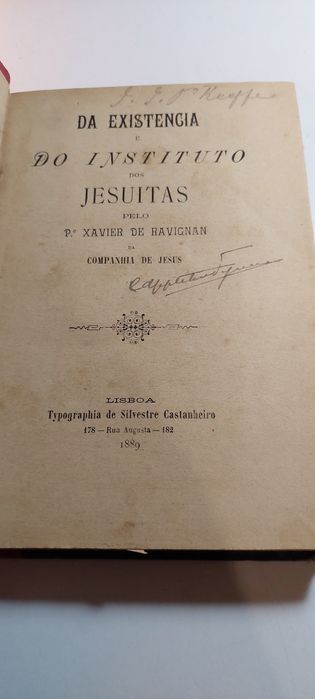 DA EXISTENCIA
E
DO INSTITUTO
DOS
JESUITAS
PELO
P.e XAVIER DE RAVIGNAN
DA
COMPANHIA DE JESUS
LISBOA
Typographia de Silvestre Castanheiro
178 — Rua Augusta — 182
1889